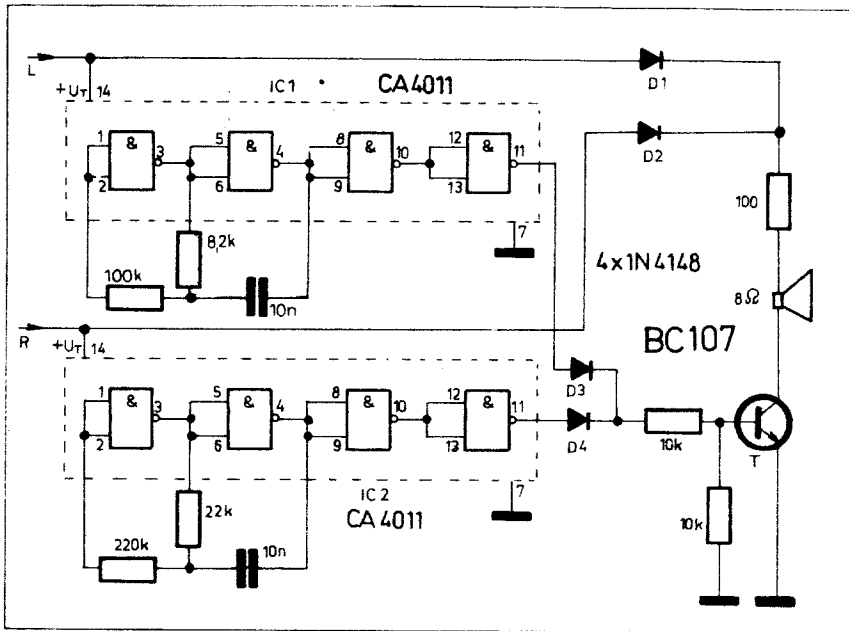 L
+U_T 14
IC1
CA4011
D1
1
2
&
3
5
6
&
4
8
9
&
10
12
13
&
11
D2
7
100
8,2k
100k
10n
4x1N4148
8Ω
R
+U_T 14
BC107
1
2
&
3
5
6
&
4
8
9
&
10
12
13
&
11
D3
D4
10k
T
7
IC2
CA4011
22k
220k
10n
10k